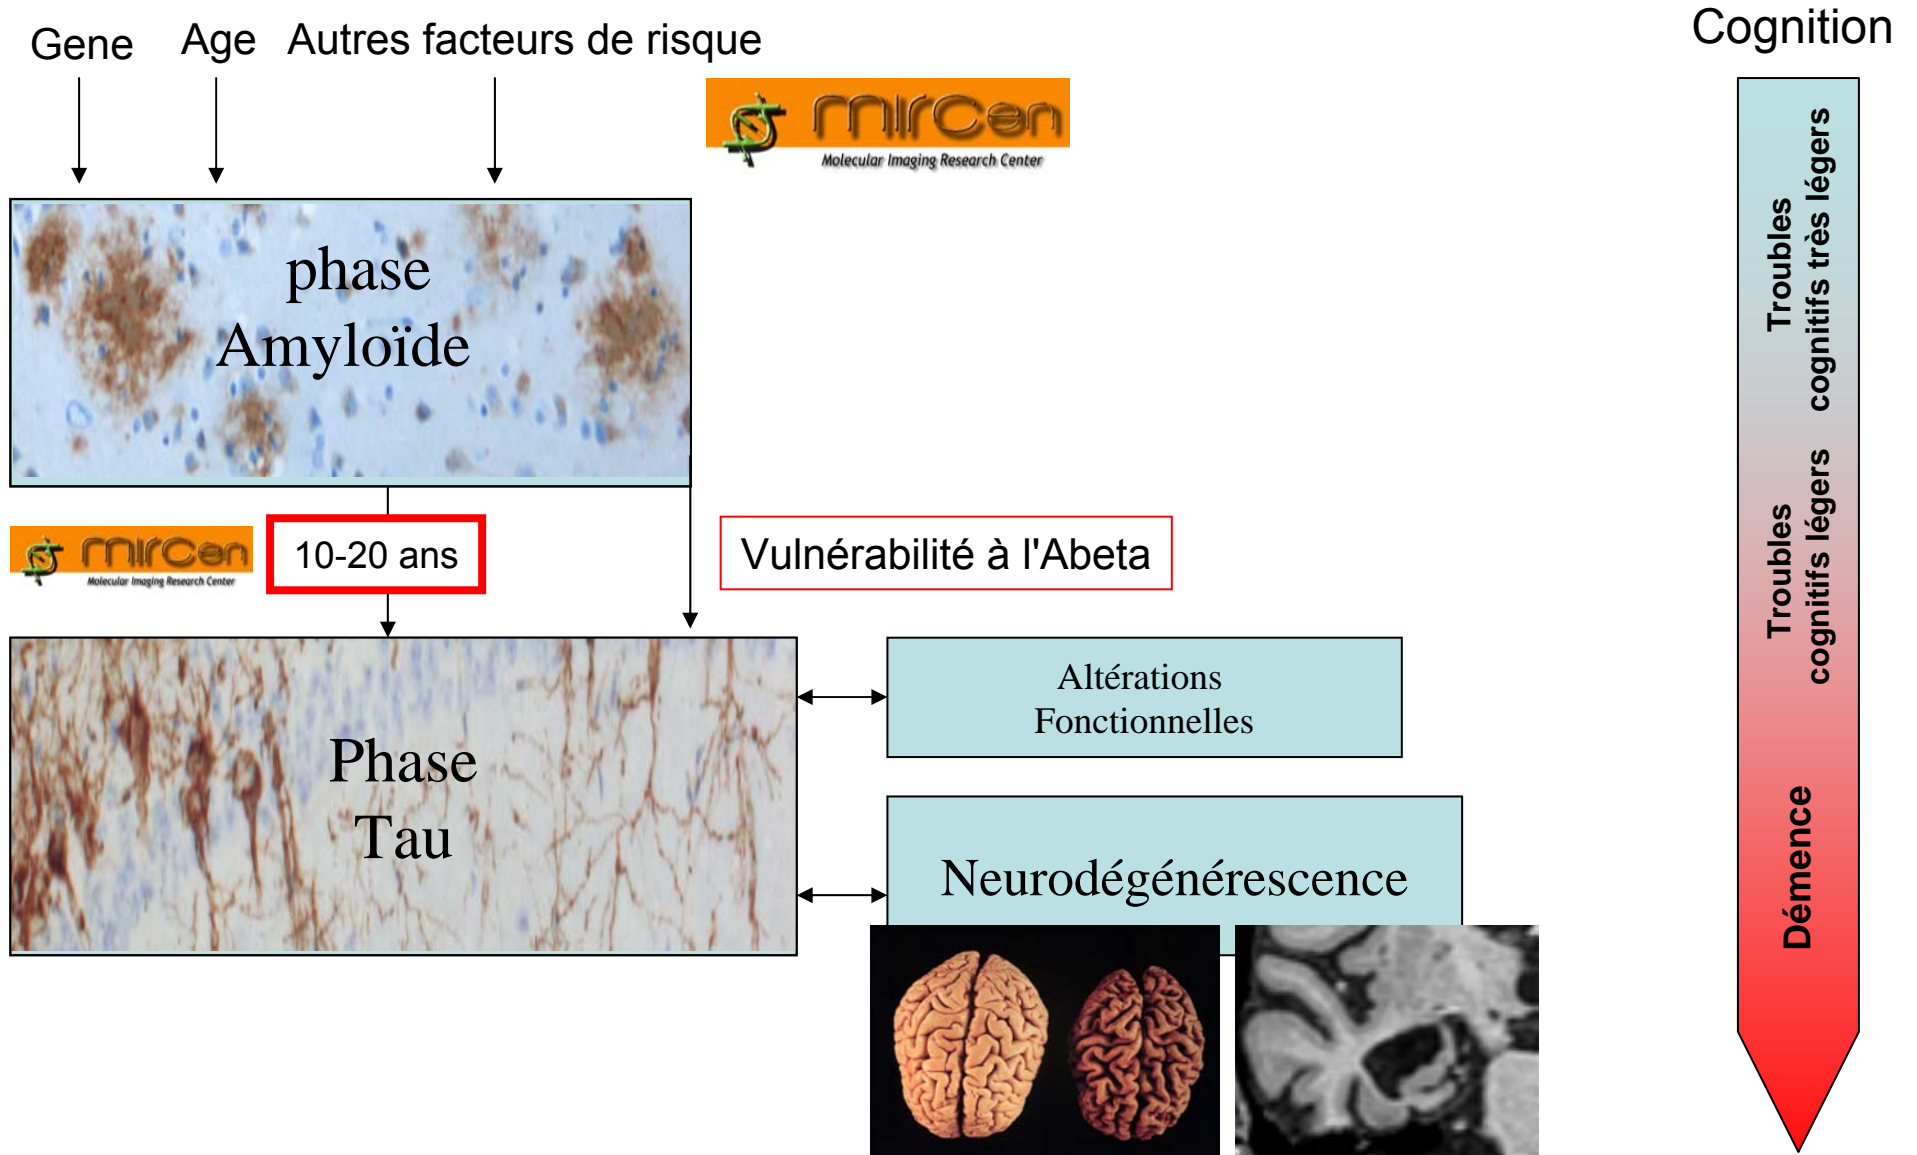 Gene
Age
Autres facteurs de risque
Cognition
mircen
Molecular Imaging Research Center
phase
Amyloïde
mircen
Molecular Imaging Research Center
10-20 ans
Vulnérabilité à l'Abeta
Phase
Tau
Altérations
Fonctionnelles
Neurodégénérescence
Troubles
cognitifs très légers
Troubles
cognitifs légers
Démence